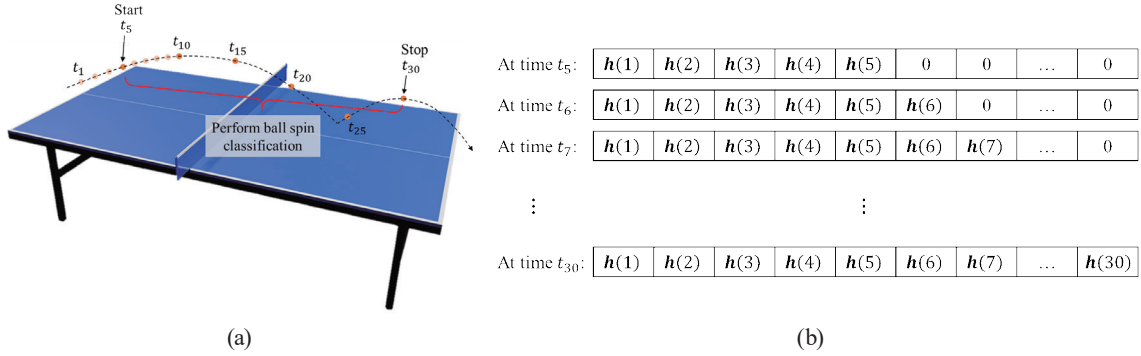 Start
t₅
t₁
t₁₀
t₁₅
t₂₀
t₂₅
Stop
t₃₀
Perform ball spin
classification
(a)
At time t₅: h(1) h(2) h(3) h(4) h(5) 0 0 … 0
At time t₆: h(1) h(2) h(3) h(4) h(5) h(6) 0 … 0
At time t₇: h(1) h(2) h(3) h(4) h(5) h(6) h(7) … 0
⋮ ⋮
At time t₃₀: h(1) h(2) h(3) h(4) h(5) h(6) h(7) … h(30)
(b)